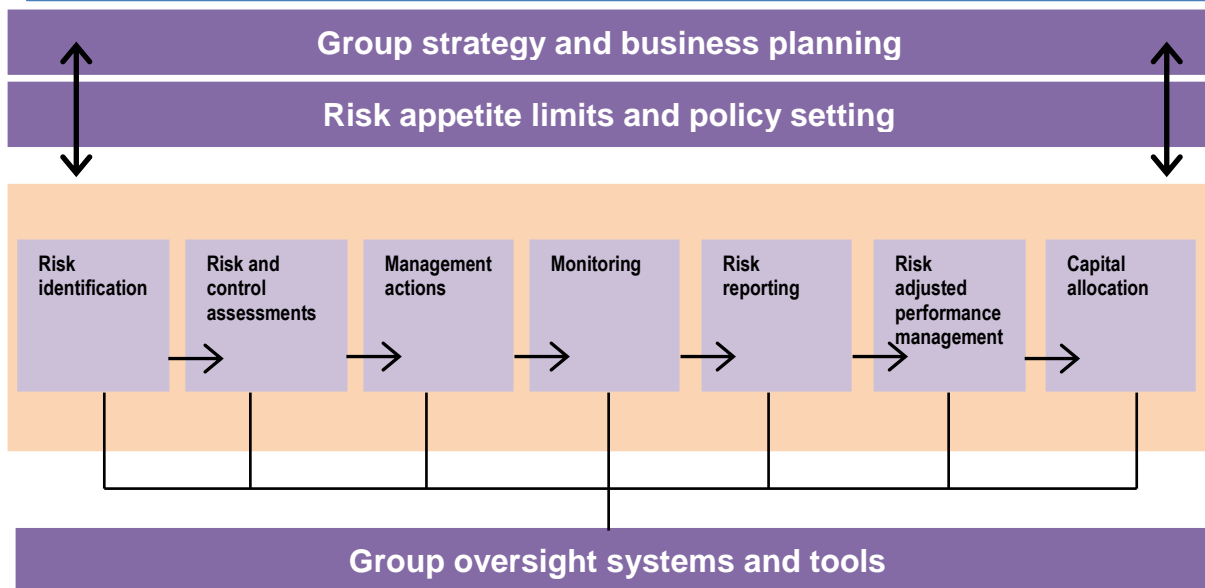 Group strategy and business planning
Risk appetite limits and policy setting
Risk
identification
Risk and
control
assessments
Management
actions
Monitoring
Risk
reporting
Risk
adjusted
performance
management
Capital
allocation
Group oversight systems and tools